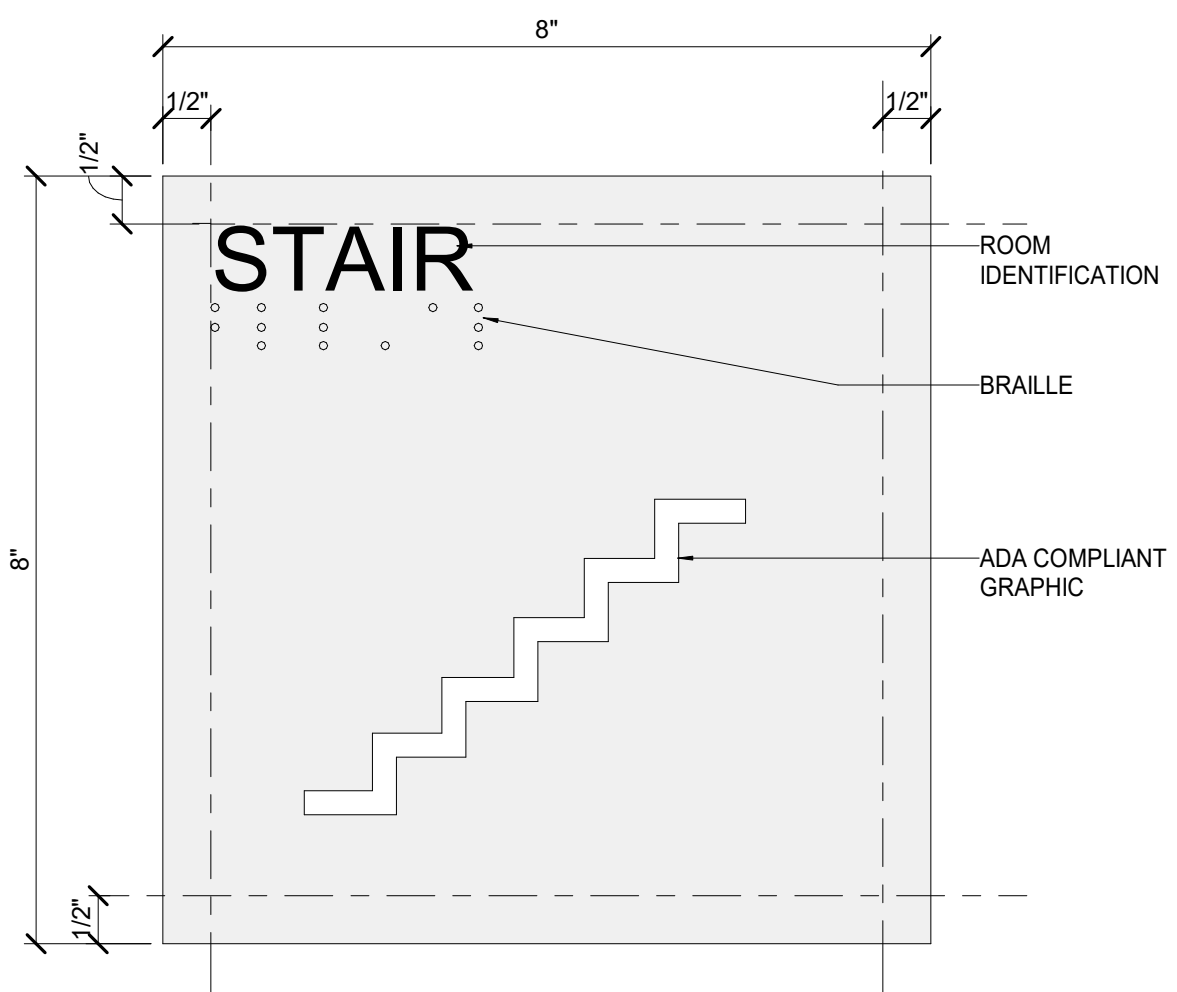 8"
1/2"
1/2"
1/2"
STAIR
ROOM
IDENTIFICATION
BRAILLE
8"
ADA COMPLIANT
GRAPHIC
1/2"